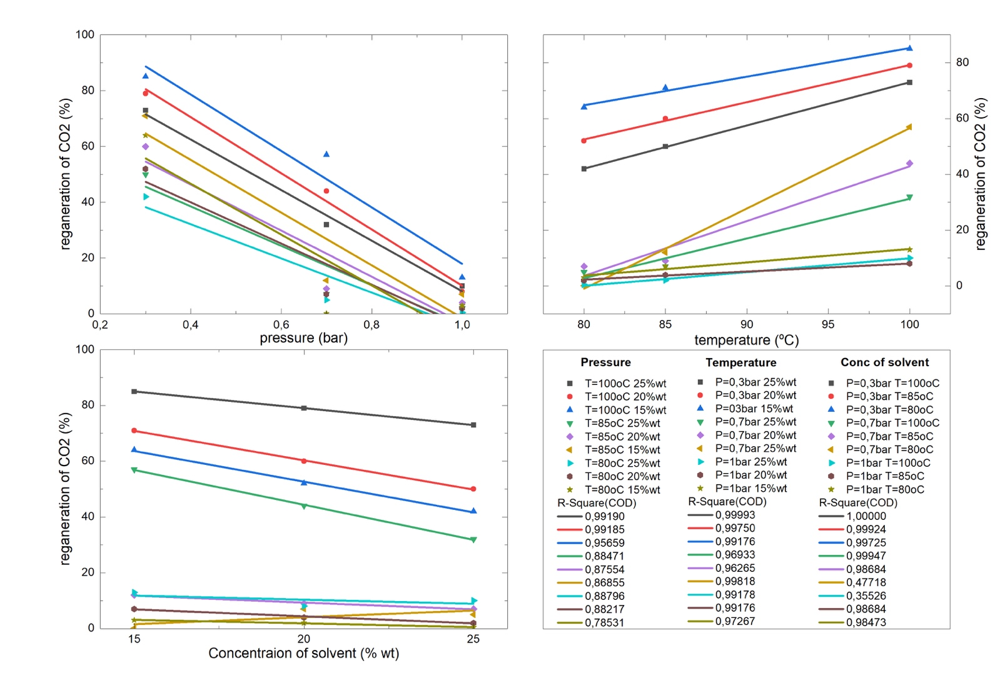 100
80
60
40
20
0
0,2
0,4
0,6
0,8
1,0
reganeration of CO2 (%)
pressure (bar)
80
60
40
20
0
80
85
90
95
100
reganeration of CO2 (%)
temperature (ºC)
100
80
60
40
20
0
15
20
25
reganeration of CO2 (%)
Concentraion of solvent (% wt)
Pressure
T=100oC 25%wt
T=100oC 20%wt
T=100oC 15%wt
T=85oC 25%wt
T=85oC 20%wt
T=85oC 15%wt
T=80oC 25%wt
T=80oC 20%wt
T=80oC 15%wt
R-Square(COD)
0,99190
0,99185
0,95659
0,88471
0,87554
0,86855
0,88796
0,88217
0,78531
Temperature
P=0,3bar 25%wt
P=0,3bar 20%wt
P=03bar 15%wt
P=0,7bar 25%wt
P=0,7bar 20%wt
P=0,7bar 25%wt
P=1bar 25%wt
P=1bar 20%wt
P=1bar 15%wt
R-Square(COD)
0,99993
0,99750
0,99176
0,96933
0,96265
0,99818
0,99178
0,99176
0,97267
Conc of solvent
P=0,3bar T=100oC
P=0,3bar T=85oC
P=0,3bar T=80oC
P=0,7bar T=100oC
P=0,7bar T=85oC
P=0,7bar T=80oC
P=1bar T=100oC
P=1bar T=85oC
P=1bar T=80oC
R-Square(COD)
1,00000
0,99924
0,99725
0,99947
0,98684
0,47718
0,35526
0,98684
0,98473